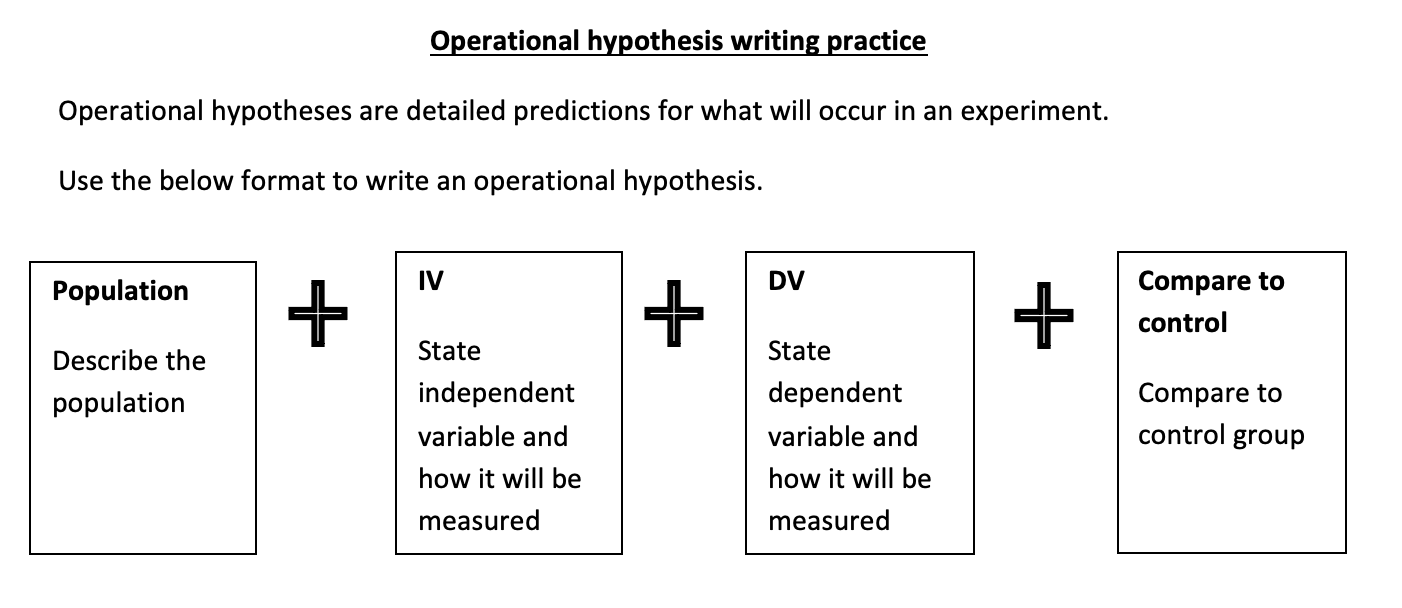 Operational hypothesis writing practice
Operational hypotheses are detailed predictions for what will occur in an experiment.
Use the below format to write an operational hypothesis.
Population
Describe the
population
IV
State
independent
variable and
how it will be
measured
DV
State
dependent
variable and
how it will be
measured
Compare to
control
Compare to
control group